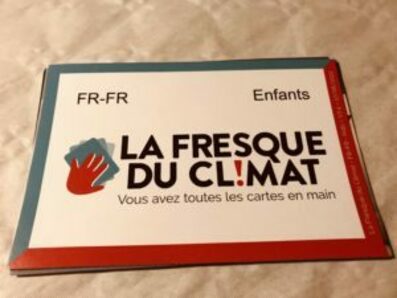 FR-FR
Enfants
LA FRESQUE
DU CL!MAT
Vous avez toutes les cartes en main